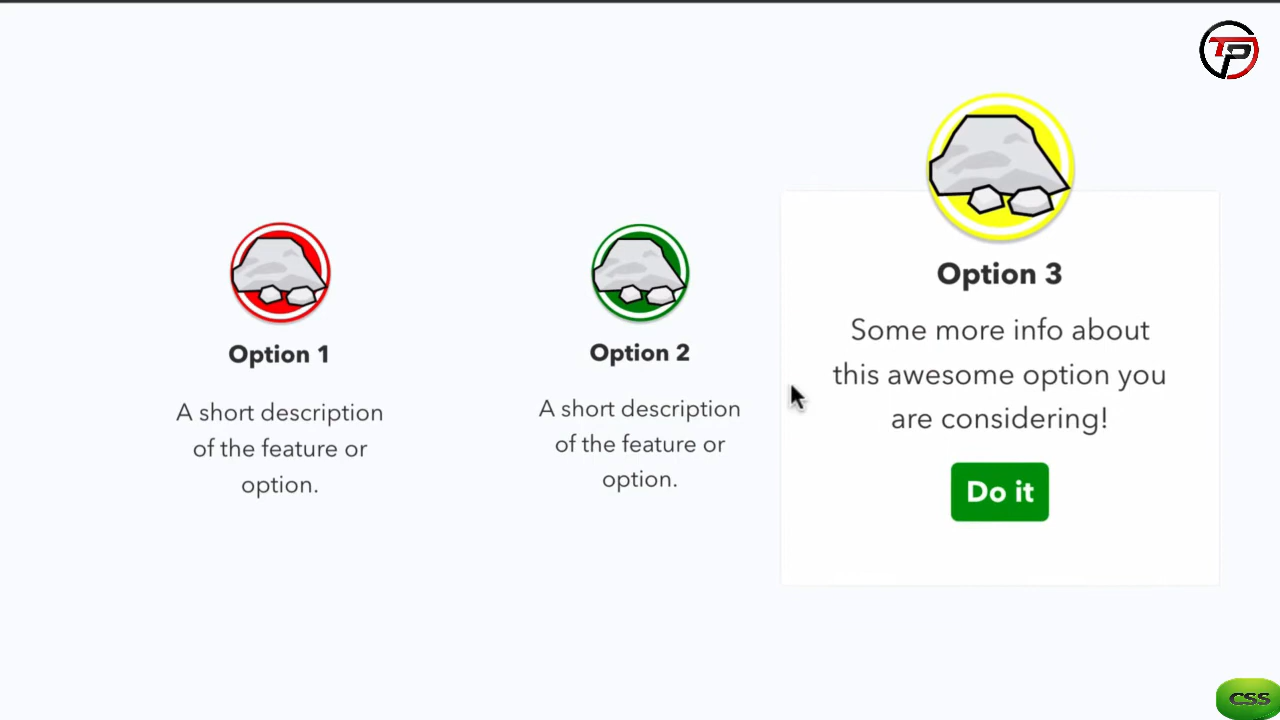 TP
Option 1
A short description
of the feature or
option.
Option 2
A short description
of the feature or
option.
Option 3
Some more info about
this awesome option you
are considering!
Do it
CSS